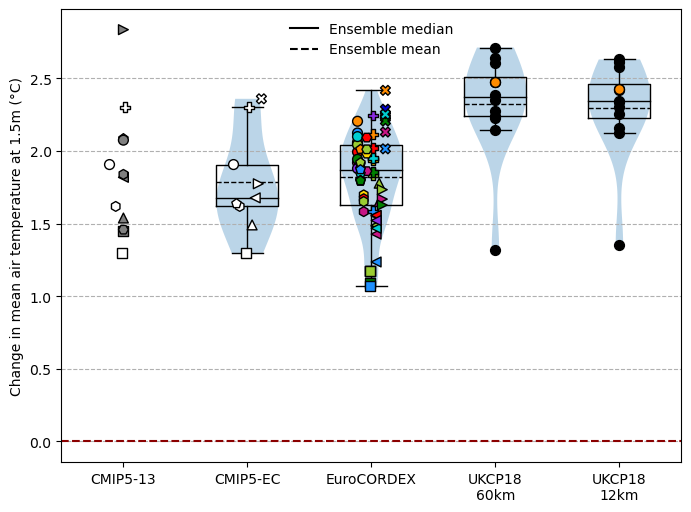 Ensemble median
Ensemble mean
Change in mean air temperature at 1.5m (°C)
2.5
2.0
1.5
1.0
0.5
0.0
CMIP5-13
CMIP5-EC
EuroCORDEX
UKCP18
60km
UKCP18
12km